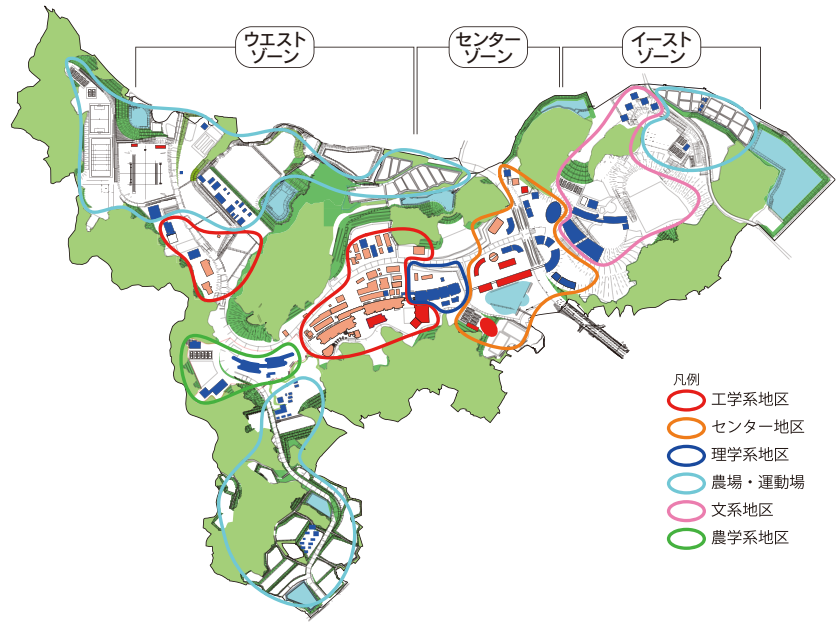 ウエスト
ゾーン
センター
ゾーン
イースト
ゾーン
凡例
工学系地区
センター地区
理学系地区
農場・運動場
文系地区
農学系地区